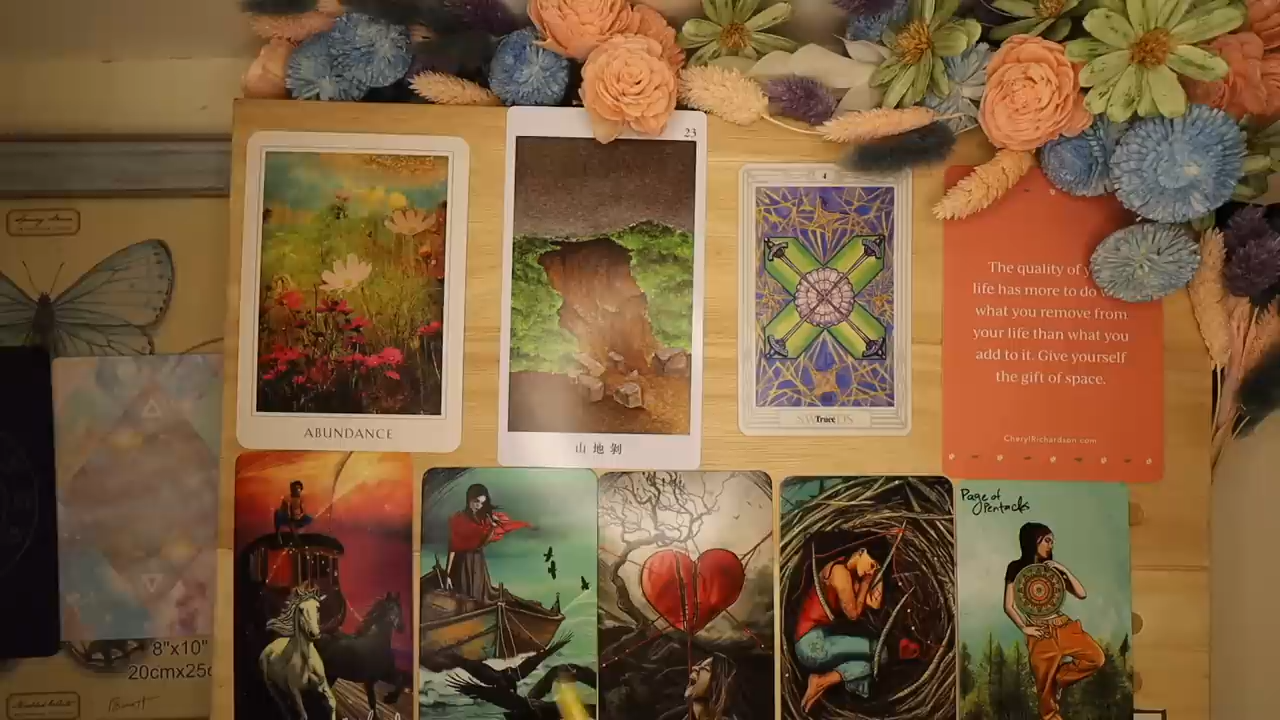 23
4
The quality of y
life has more to do
what you remove from
your life than what you
add to it. Give yourself
the gift of space.
ABUNDANCE
山地剝
Truce
CherylRichardson.com
Page of
Pentacles
8"x10"
20cmx25c